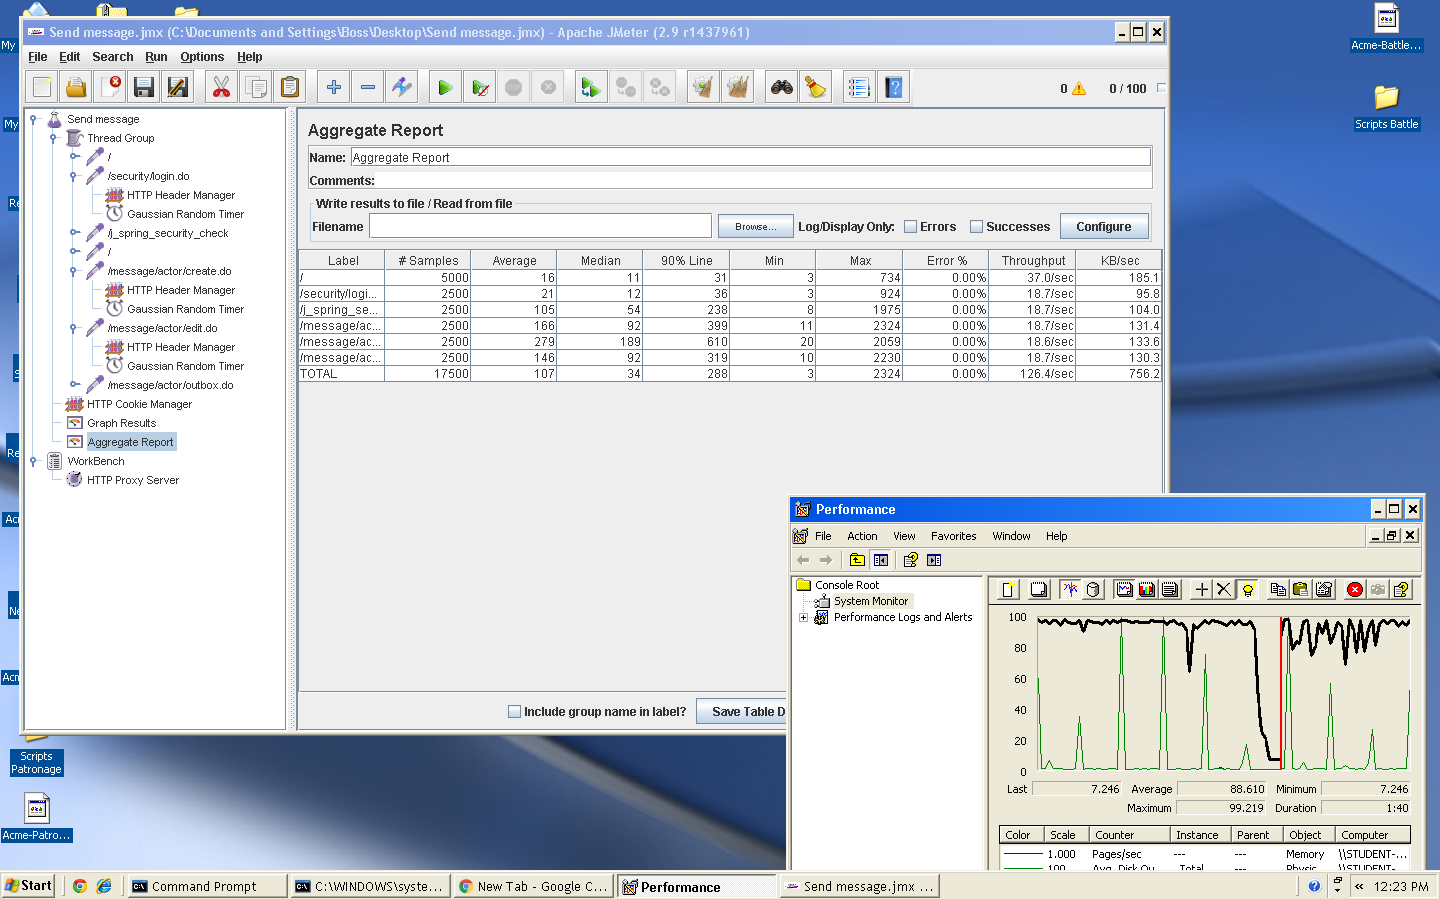 Send message.jmx (C:\Documents and Settings\Boss\Desktop\Send message.jmx) - Apache JMeter (2.9 r1437961)
File Edit Search Run Options Help
0 0 / 100
Send message
Thread Group
/
/security/login.do
HTTP Header Manager
Gaussian Random Timer
/j_spring_security_check
/
/message/actor/create.do
HTTP Header Manager
Gaussian Random Timer
/message/actor/edit.do
HTTP Header Manager
Gaussian Random Timer
/message/actor/outbox.do
HTTP Cookie Manager
Graph Results
Aggregate Report
WorkBench
HTTP Proxy Server
Aggregate Report
Name: Aggregate Report
Comments:
Write results to file / Read from file
Filename Browse... Log/Display Only: Errors Successes Configure
Label # Samples Average Median 90% Line Min Max Error % Throughput KB/sec
/ 5000 16 11 31 3 734 0.00% 37.0/sec 185.1
/security/logi... 2500 21 12 36 3 924 0.00% 18.7/sec 95.8
/j_spring_se... 2500 105 54 238 8 1975 0.00% 18.7/sec 104.0
/message/ac... 2500 166 92 399 11 2324 0.00% 18.7/sec 131.4
/message/ac... 2500 279 189 610 20 2059 0.00% 18.6/sec 133.6
/message/ac... 2500 146 92 319 10 2230 0.00% 18.7/sec 130.3
TOTAL 17500 107 34 288 3 2324 0.00% 126.4/sec 756.2
Include group name in label? Save Table D
Performance
File Action View Favorites Window Help
Console Root
System Monitor
Performance Logs and Alerts
100
80
60
40
20
0
Last 7.246 Average 88.610 Minimum 7.246
Maximum 99.219 Duration 1:40
Color Scale Counter Instance Parent Object Computer
1.000 Pages/sec --- --- Memory \\STUDENT-...
100 Avg. Disk Qu Total --- Physic \\STUDENT-
Acme-Battle...
Scripts Battle
My
My
Re
S
Re
Ac
Ne
Ac
Scripts
Patronage
Acme-Patro...
Start Command Prompt C:\WINDOWS\syste... New Tab - Google C... Performance Send message.jmx ... « 12:23 PM